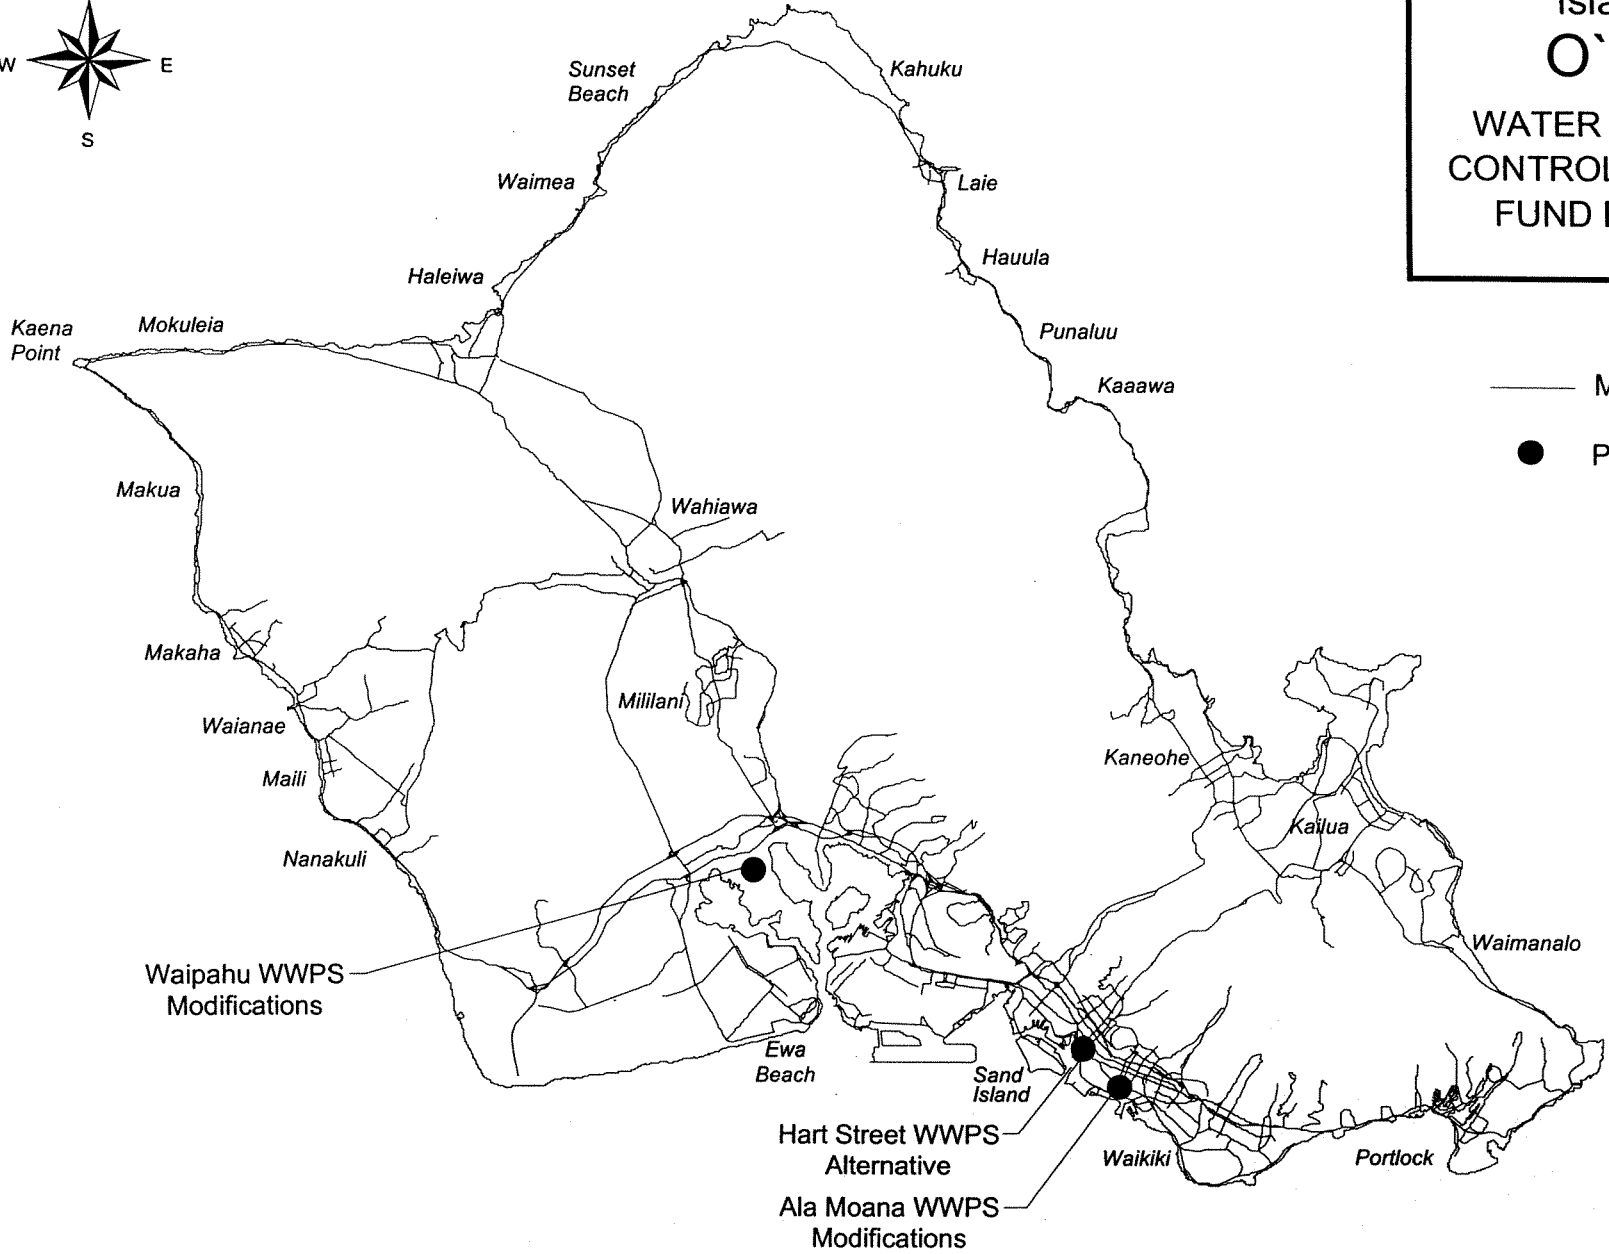 W
E
S
O`
WATER
CONTROL
FUND
Sunset
Beach
Kahuku
Waimea
Laie
Haleiwa
Hauula
Kaena
Point
Mokuleia
Punaluu
Kaaawa
Makua
Wahiawa
Makaha
Mililani
Waianae
Kaneohe
Maili
Kailua
Nanakuli
Waimanalo
Waipahu WWPS
Modifications
Ewa
Beach
Sand
Island
Hart Street WWPS
Alternative
Waikiki
Portlock
Ala Moana WWPS
Modifications